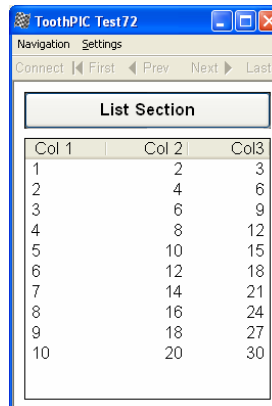 ToothPIC Test72
Navigation Settings
Connect First Prev Next Last
List Section
Col 1 Col 2 Col3
1 2 3
2 4 6
3 6 9
4 8 12
5 10 15
6 12 18
7 14 21
8 16 24
9 18 27
10 20 30